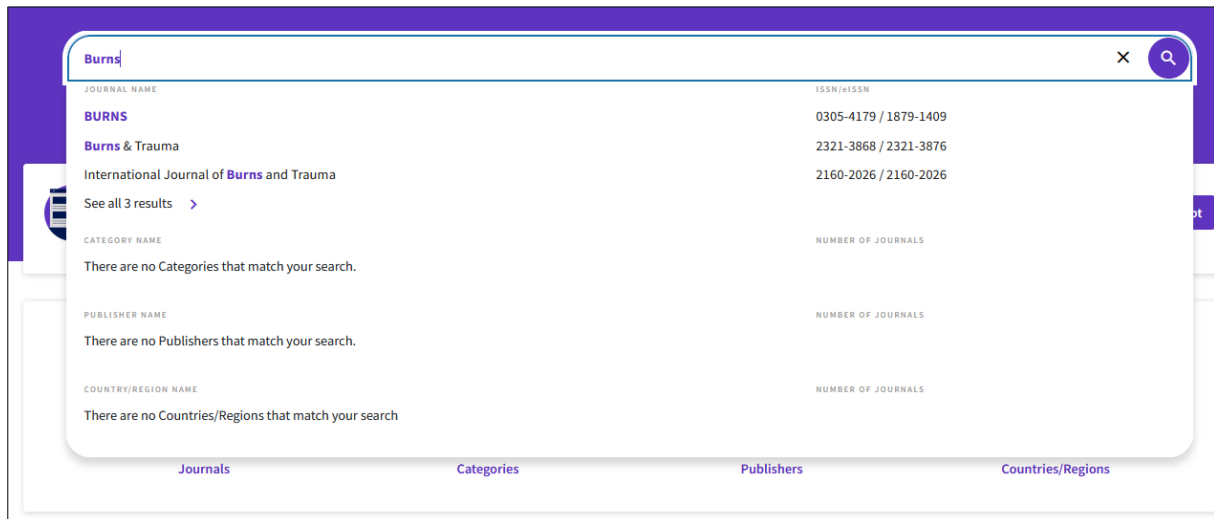 Burns
JOURNAL NAME ISSN/eISSN
BURNS 0305-4179 / 1879-1409
Burns & Trauma 2321-3868 / 2321-3876
International Journal of Burns and Trauma 2160-2026 / 2160-2026
See all 3 results
pt
CATEGORY NAME NUMBER OF JOURNALS
There are no Categories that match your search.
PUBLISHER NAME NUMBER OF JOURNALS
There are no Publishers that match your search.
COUNTRY/REGION NAME NUMBER OF JOURNALS
There are no Countries/Regions that match your search
Journals Categories Publishers Countries/Regions